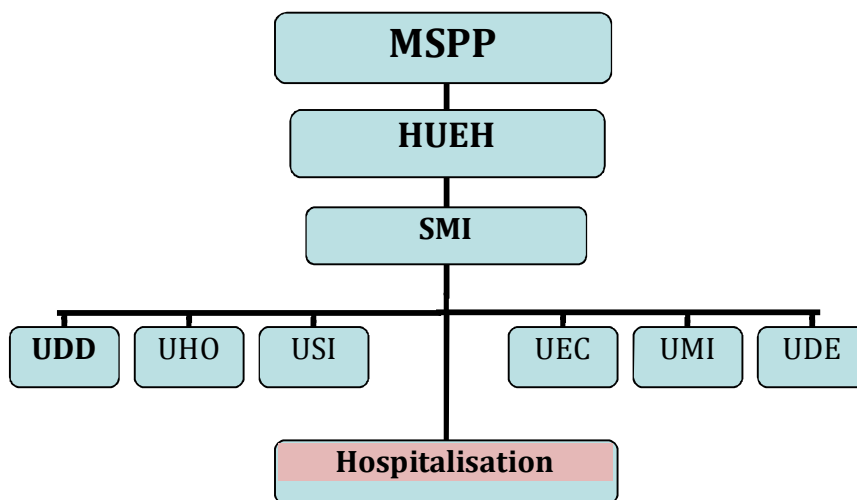 MSPP
HUEH
SMI
UDD UHO USI UEC UMI UDE
Hospitalisation